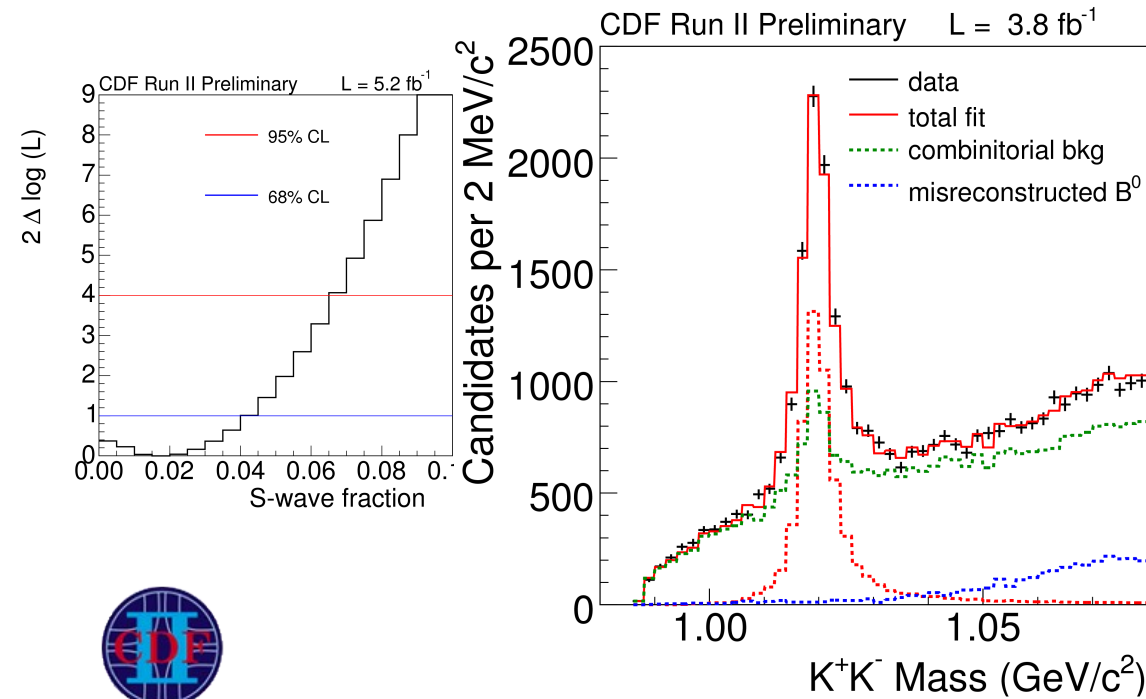 CDF Run II Preliminary L = 5.2 fb⁻¹
2 Δ log (L)
9
8
7
6
5
4
3
2
1
0
95% CL
68% CL
0.00 0.02 0.04 0.06 0.08 0.
S-wave fraction
CDF Run II Preliminary L = 3.8 fb⁻¹
Candidates per 2 MeV/c²
2500
2000
1500
1000
500
0
data
total fit
combinitorial bkg
misreconstructed B⁰
1.00 1.05
K⁺K⁻ Mass (GeV/c²)
II
CDF